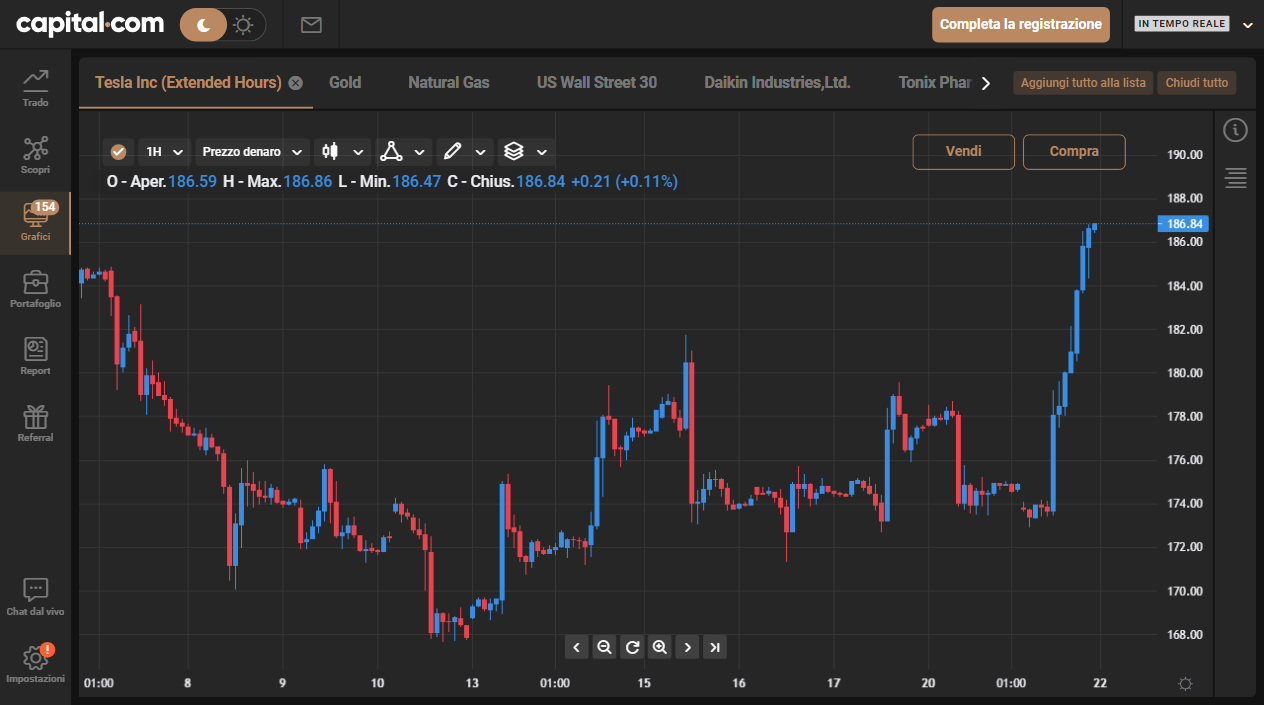 capital.com
Completa la registrazione
IN TEMPO REALE
Tesla Inc (Extended Hours)
Gold
Natural Gas
US Wall Street 30
Daikin Industries,Ltd.
Tonix Phar
Aggiungi tutto alla lista
Chiudi tutto
Trado
Scopri
154
Grafici
Portafoglio
Report
Referral
Chat dal vivo
!
Impostazioni
1H
Prezzo denaro
Vendi
Compra
O - Aper. 186.59 H - Max. 186.86 L - Min. 186.47 C - Chius. 186.84 +0.21 (+0.11%)
190.00
188.00
186.84
186.00
184.00
182.00
180.00
178.00
176.00
174.00
172.00
170.00
168.00
01:00 8 9 10 13 01:00 15 16 17 20 01:00 22